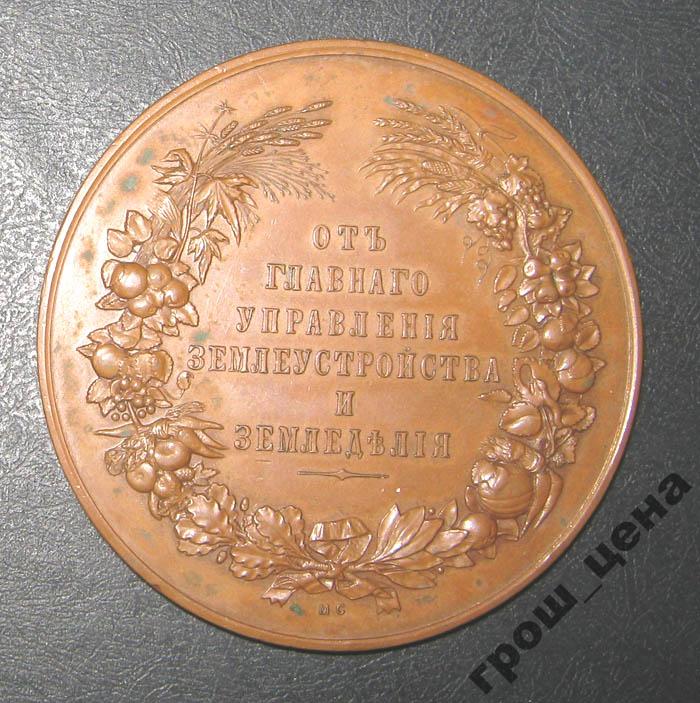 ОТЪ
ГЛАВНАГО
УПРАВЛЕНІЯ
ЗЕМЛЕУСТРОЙСТВА
И
ЗЕМЛЕДѢЛІЯ
МС
грош_цена